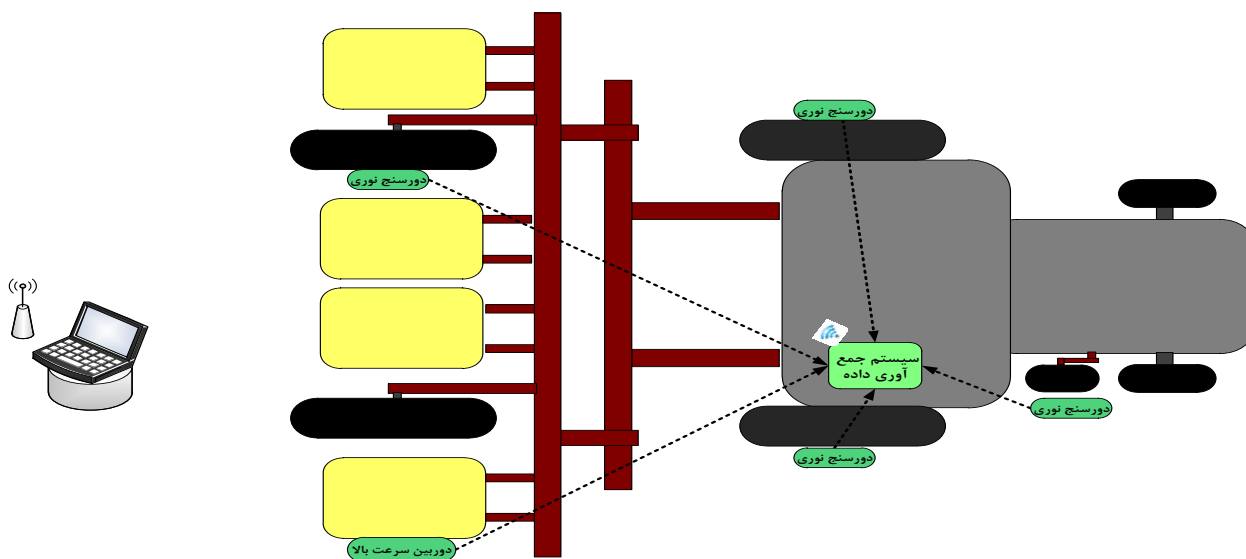 دورسنج نوری
دورسنج نوری
سیستم جمع
آوری داده
دورسنج نوری
دورسنج نوری
دوربین سرعت بالا